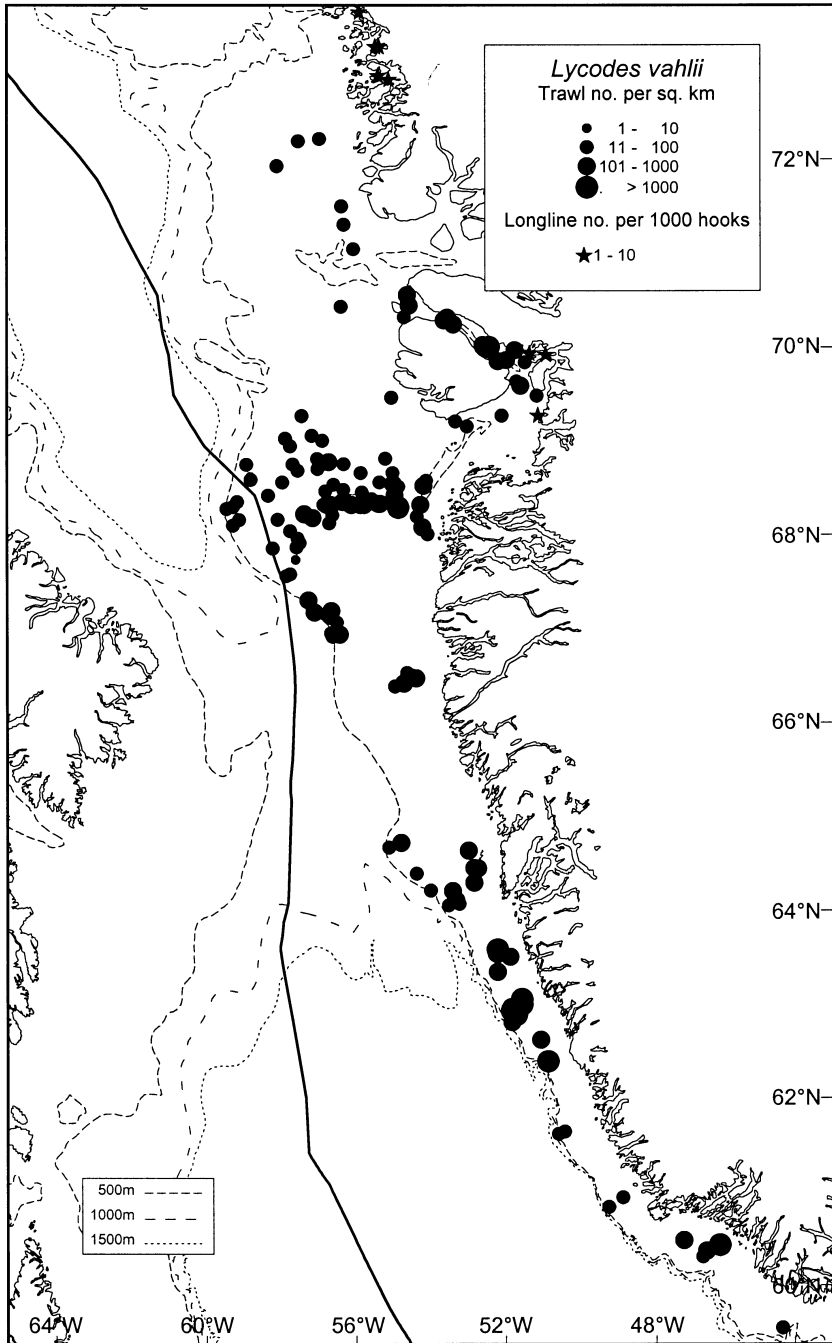 Lycodes vahlii
Trawl no. per sq. km
1 - 10
11 - 100
101 - 1000
> 1000
Longline no. per 1000 hooks
1 - 10
72°N
70°N
68°N
66°N
64°N
62°N
60°N
500m
1000m
1500m
64°W
60°W
56°W
52°W
48°W